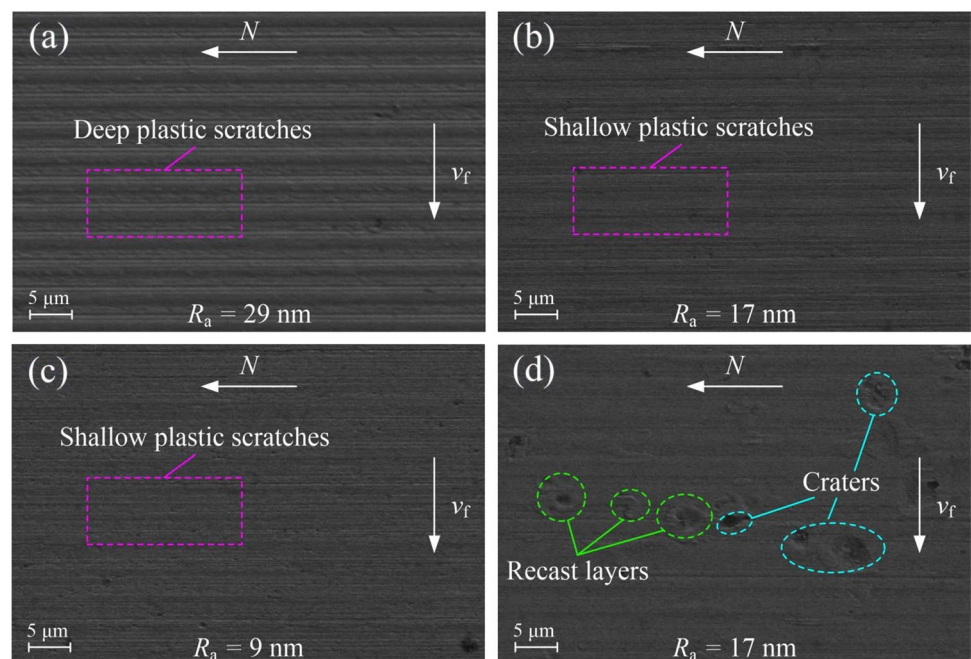 (a)
N
Deep plastic scratches
vf
5 μm
Ra = 29 nm
(b)
N
Shallow plastic scratches
vf
5 μm
Ra = 17 nm
(c)
N
Shallow plastic scratches
vf
5 μm
Ra = 9 nm
(d)
N
Craters
vf
Recast layers
5 μm
Ra = 17 nm